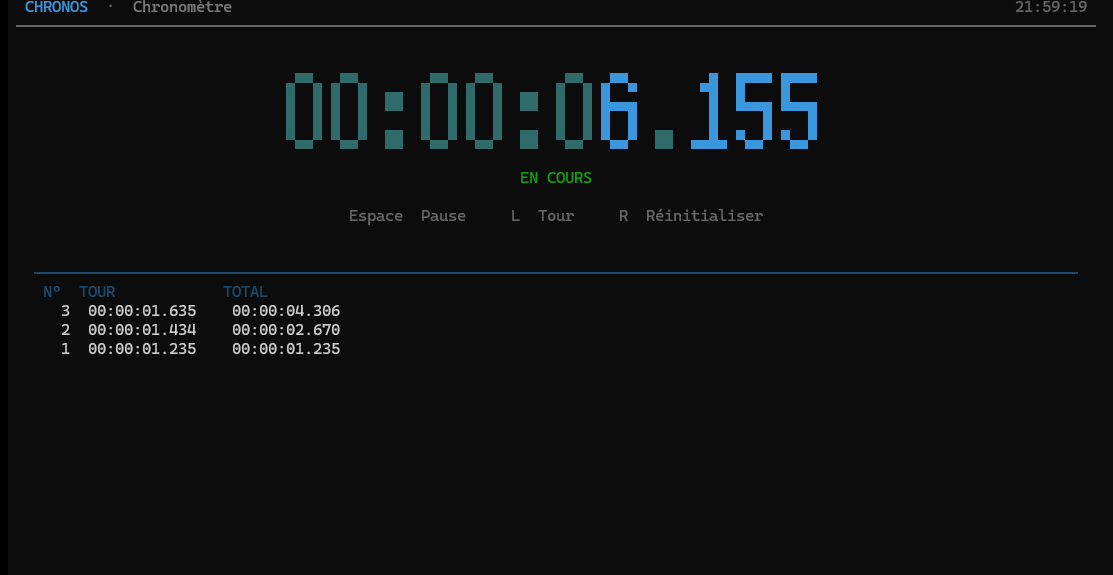 CHRONOS · Chronomètre 21:59:19
00:00:06.155
EN COURS
Espace Pause L Tour R Réinitialiser
N° TOUR TOTAL
3 00:00:01.635 00:00:04.306
2 00:00:01.434 00:00:02.670
1 00:00:01.235 00:00:01.235